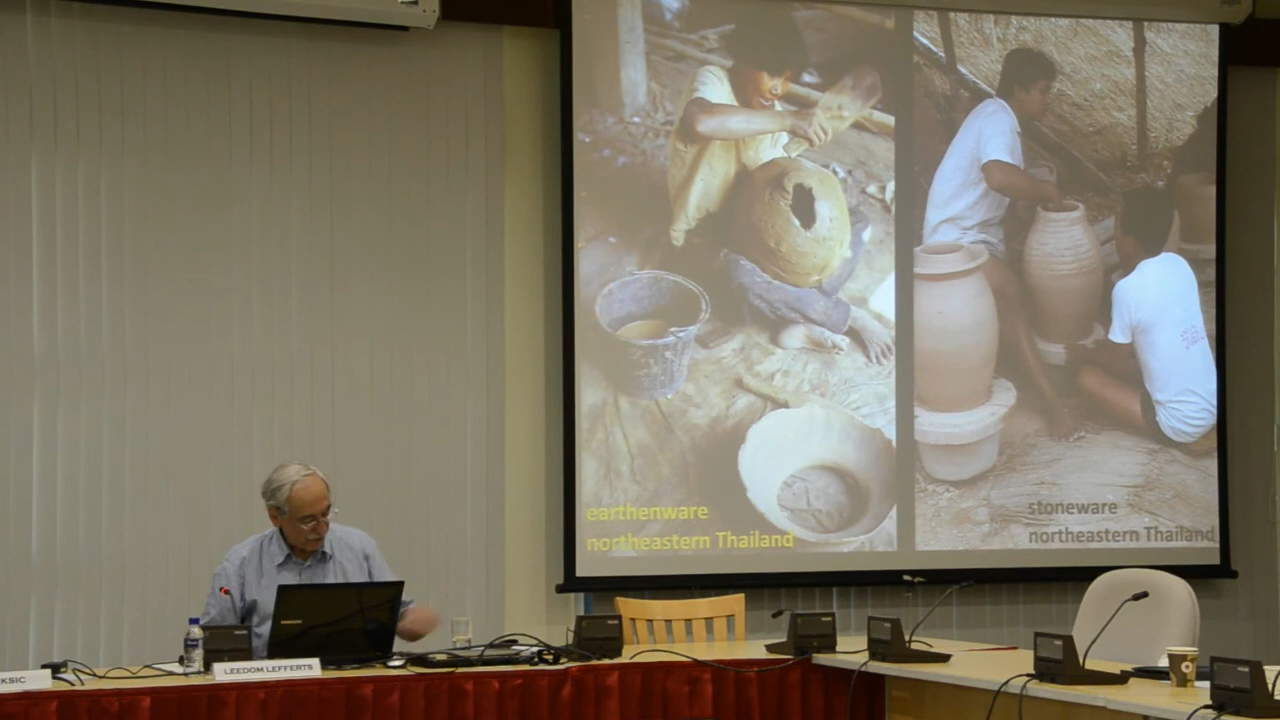 earthenware
northeastern Thailand
stoneware
northeastern Thailand
KSIC
LEEDOM LEFFERTS